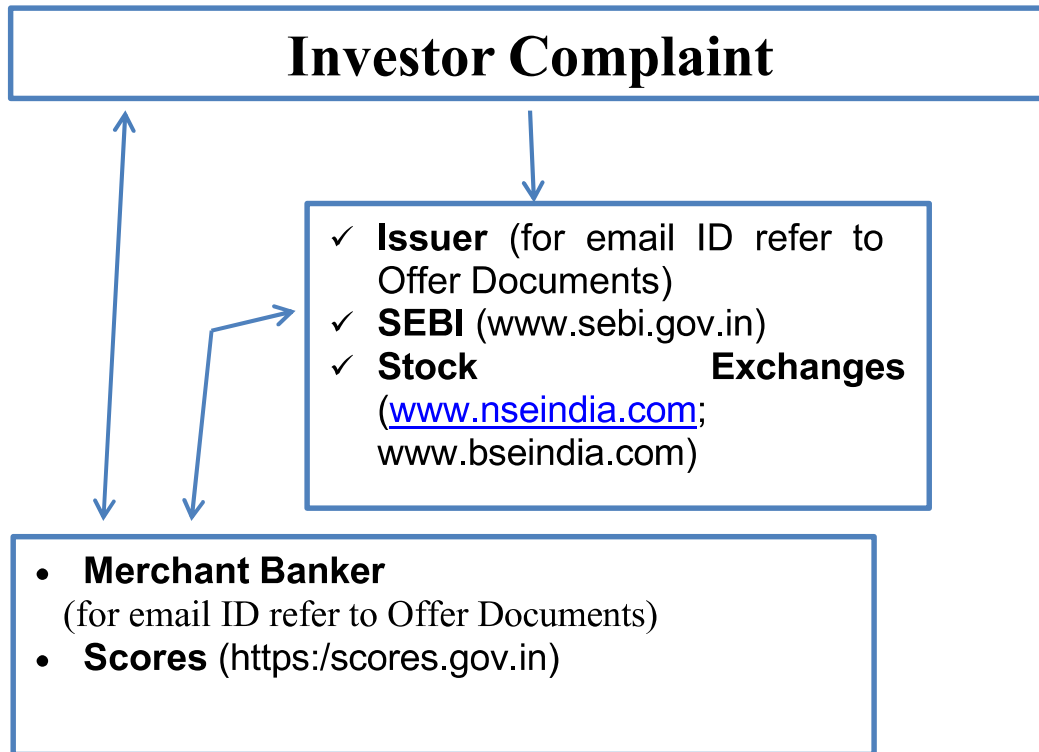 Investor Complaint
✓ Issuer (for email ID refer to
Offer Documents)
✓ SEBI (www.sebi.gov.in)
✓ Stock Exchanges
(www.nseindia.com;
www.bseindia.com)
• Merchant Banker
(for email ID refer to Offer Documents)
• Scores (https:/scores.gov.in)